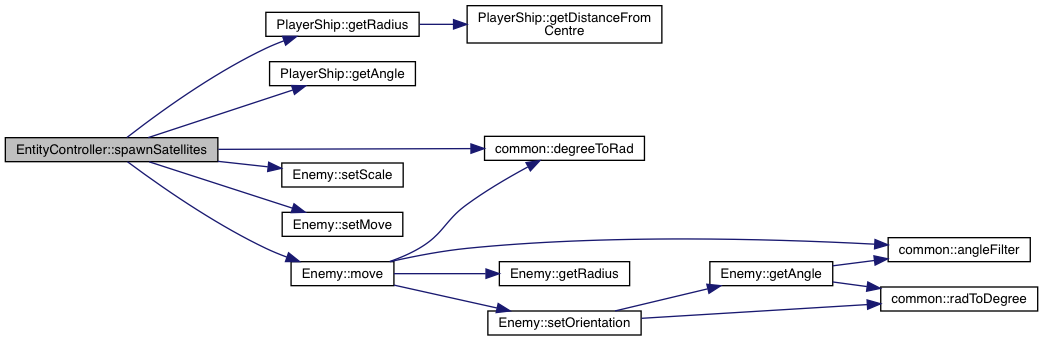 PlayerShip::getRadius
PlayerShip::getDistanceFrom
Centre
PlayerShip::getAngle
EntityController::spawnSatellites
common::degreeToRad
Enemy::setScale
Enemy::setMove
Enemy::move
common::angleFilter
Enemy::getRadius
Enemy::getAngle
common::radToDegree
Enemy::setOrientation